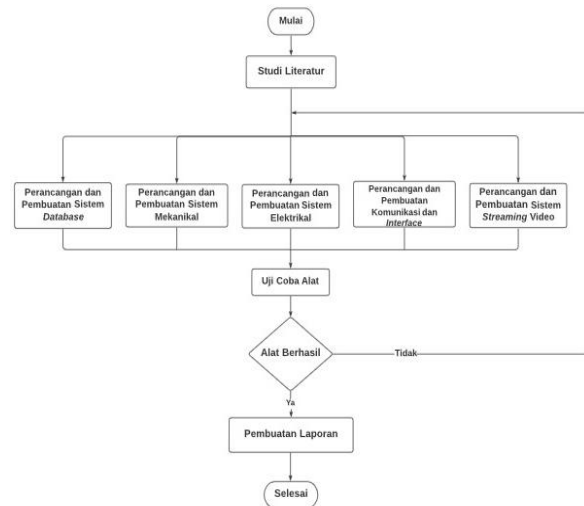 Mulai
Studi Literatur
Perancangan dan
Pembuatan Sistem
Database
Perancangan dan
Pembuatan Sistem
Mekanikal
Perancangan dan
Pembuatan Sistem
Elektrikal
Perancangan dan
Pembuatan
Komunikasi dan
Interface
Perancangan dan
Pembuatan Sistem
Streaming Video
Uji Coba Alat
Alat Berhasil
Tidak
Ya
Pembuatan Laporan
Selesai